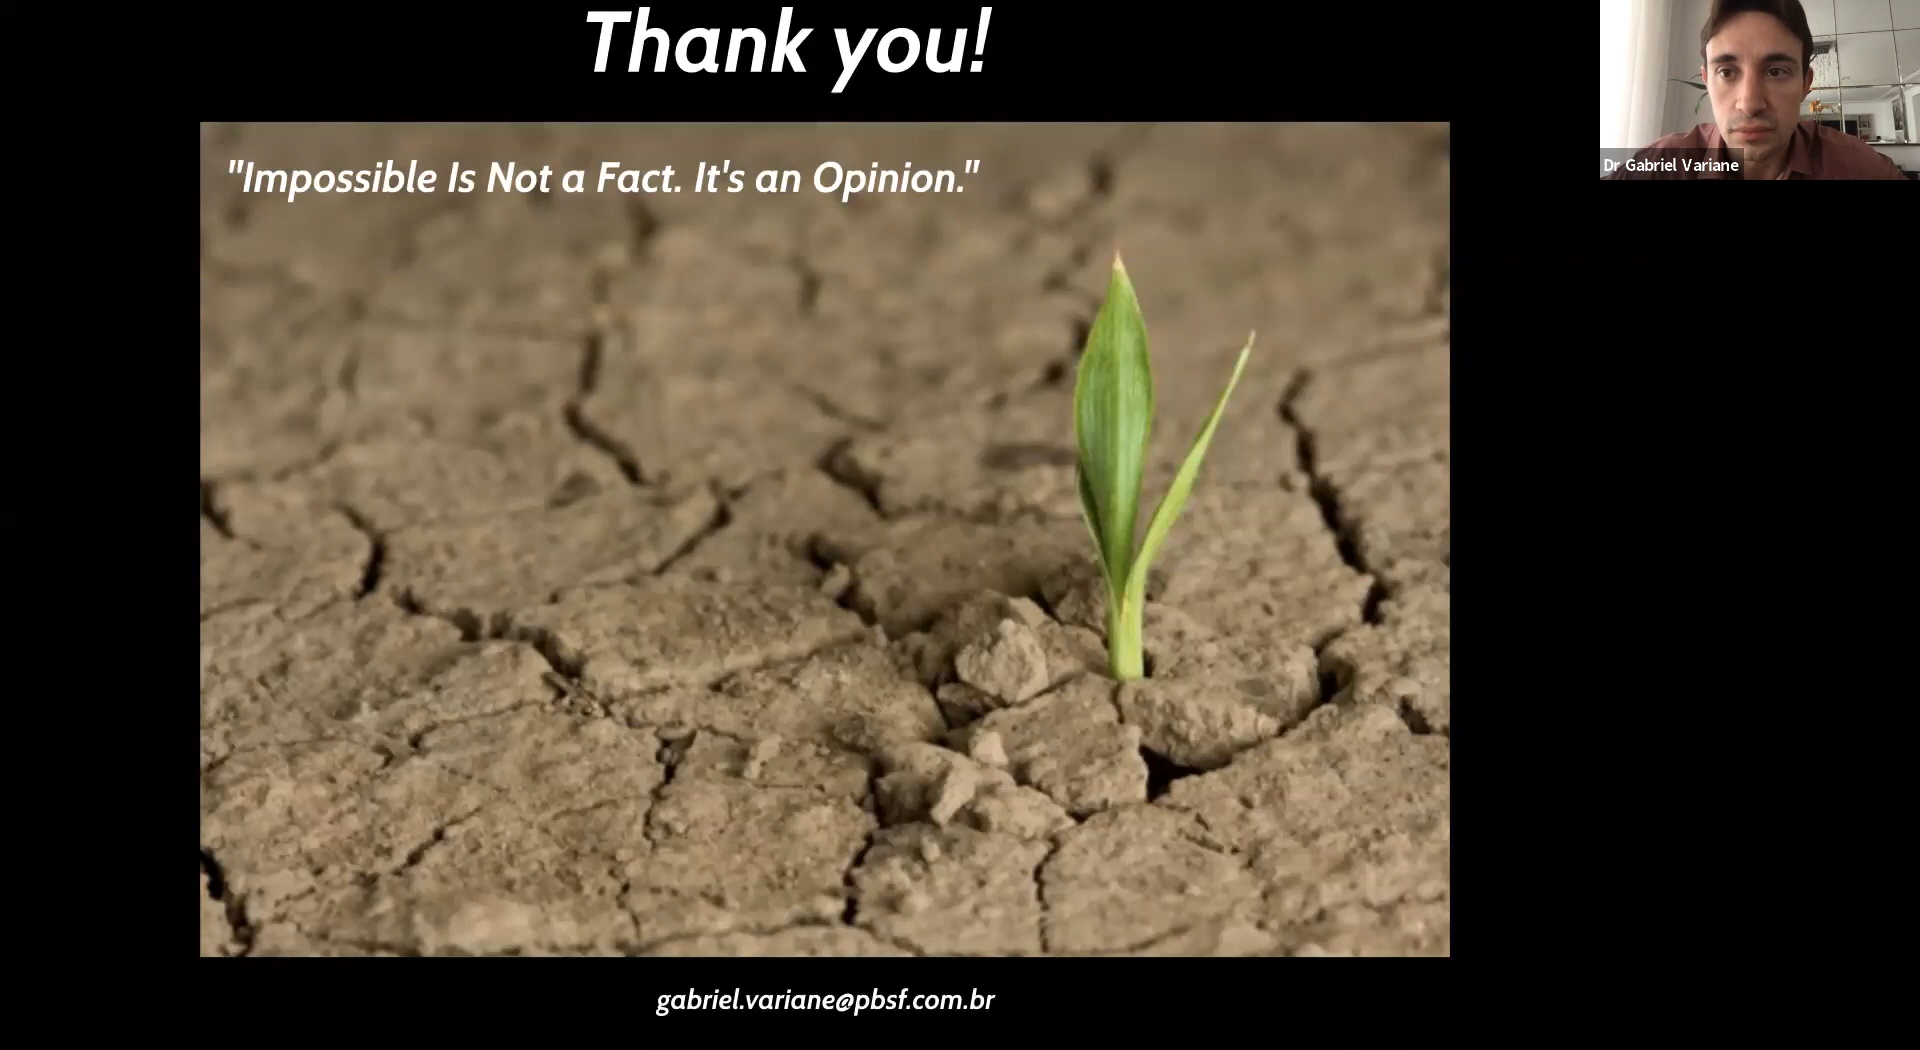 Thank you!
"Impossible Is Not a Fact. It's an Opinion."
Dr Gabriel Variane
gabriel.variane@pbsf.com.br